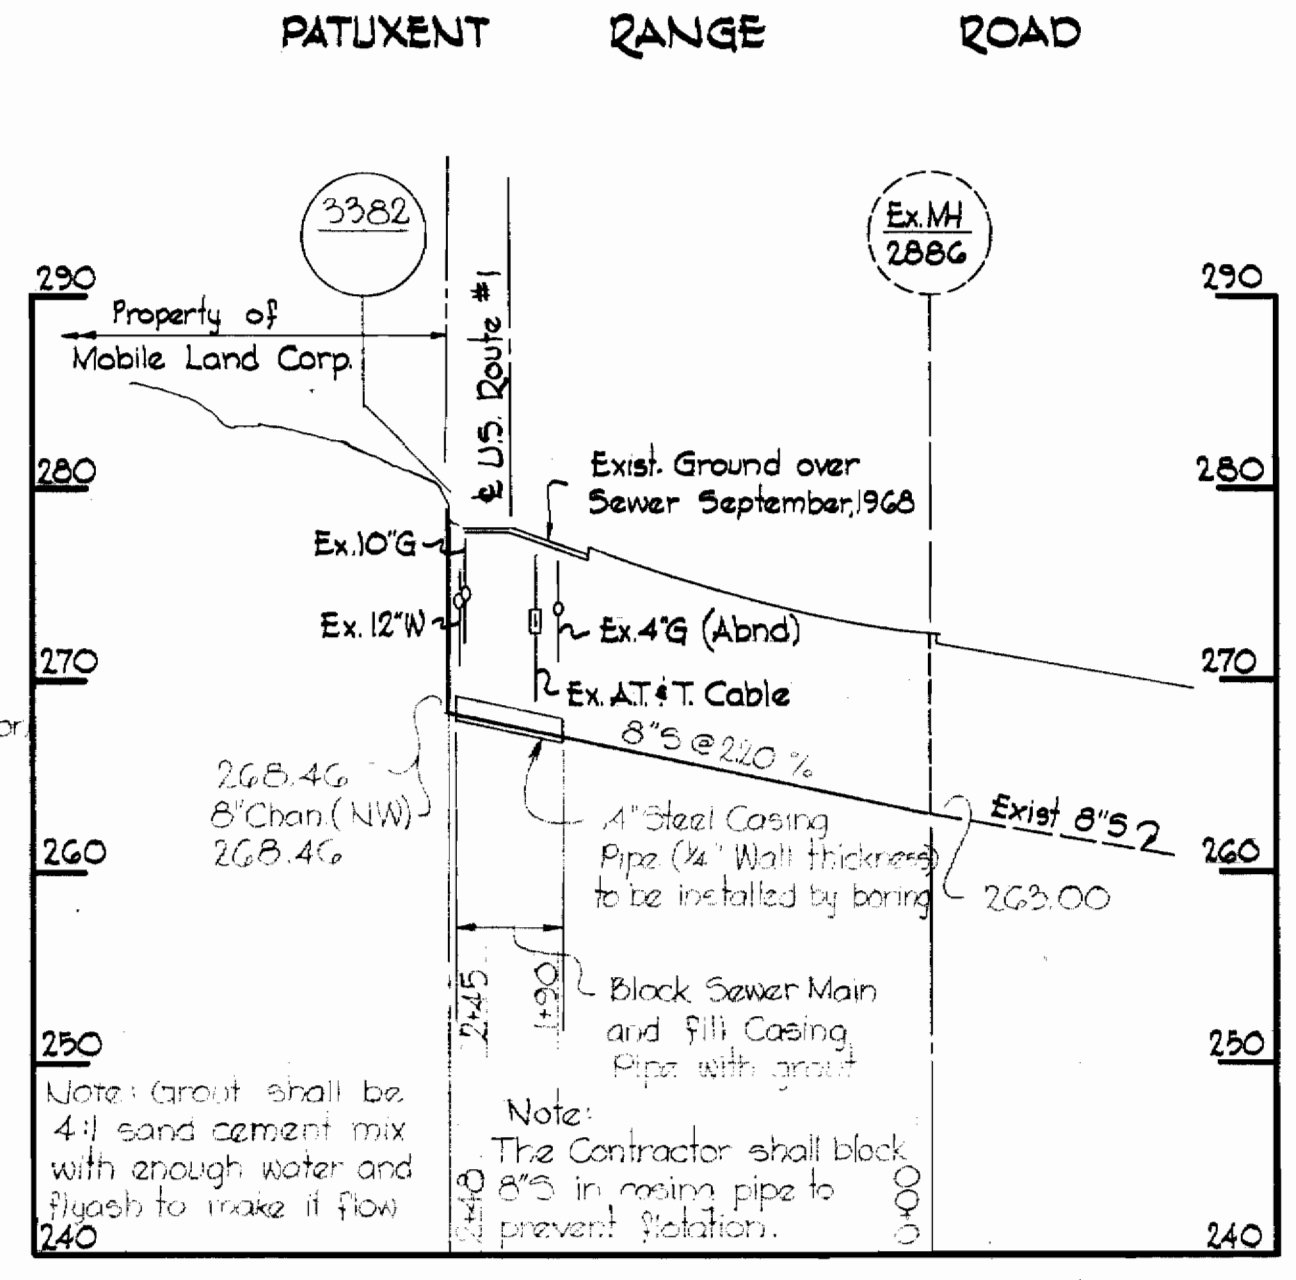 PATUXENT RANGE ROAD
3382
Ex. MH
2886
290
290
Property of
Mobile Land Corp.
℄ U.S. Route #1
280
280
Exist. Ground over
Sewer September, 1968
Ex. 10"G
Ex. 12"W
Ex. 4"G (Abnd)
270
270
Ex. A.T. & T. Cable
8"S @ 2.20 %
268.46
8"Chan. (NW)
268.46
Steel Casing
Pipe (1/4" Wall thickness)
to be installed by boring
Exist 8"S
260
260
263.00
2+45
1+90
Block Sewer Main
and fill Casing
Pipe with grout
250
250
Note: Grout shall be
4:1 sand cement mix
with enough water and
flyash to make it flow
Note:
The Contractor shall block
8"S in casing pipe to
prevent flotation.
2+48
0+00
240
240